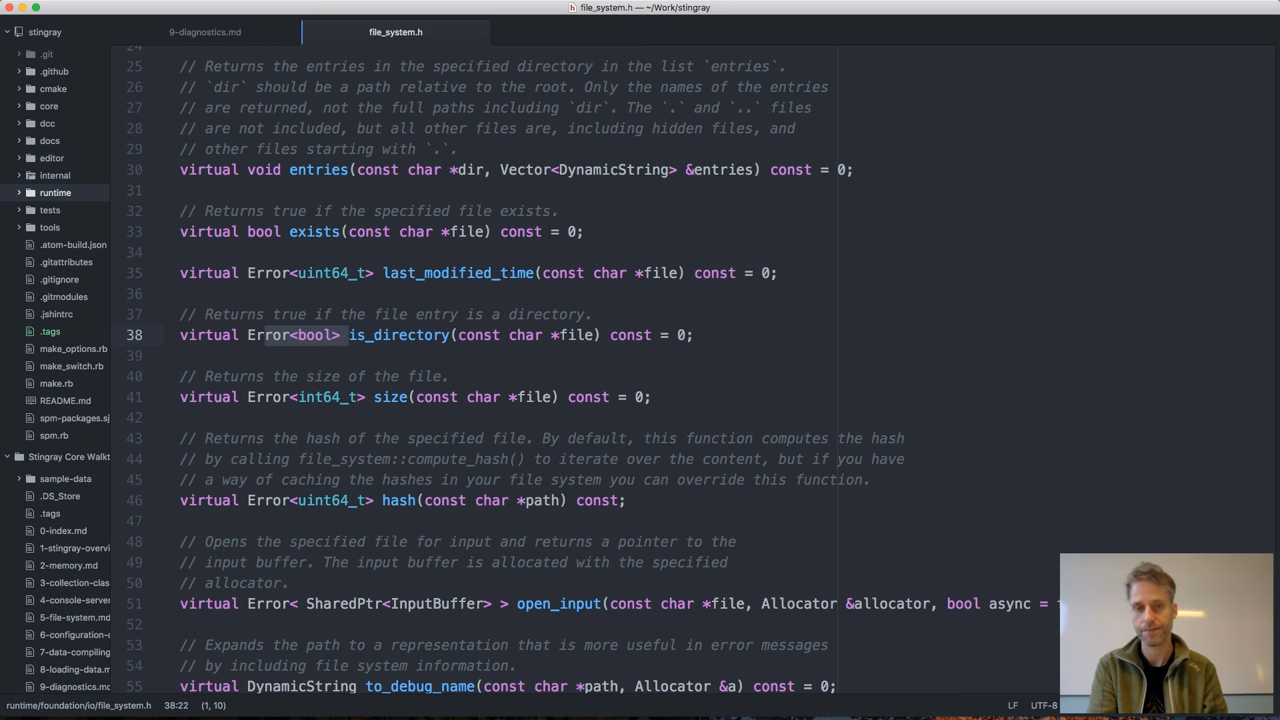 file_system.h — ~/Work/stingray
stingray
9-diagnostics.md
file_system.h
.git
.github
cmake
core
dcc
docs
editor
internal
runtime
tests
tools
.atom-build.json
.gitattributes
.gitignore
.gitmodules
.jshintrc
.tags
make_options.rb
make_switch.rb
make.rb
README.md
spm-packages.sj
spm.rb
Stingray Core Walkt
sample-data
.DS_Store
.tags
0-index.md
1-stingray-overvi
2-memory.md
3-collection-clas
4-console-server
5-file-system.md
6-configuration-c
7-data-compiling
8-loading-data.m
9-diagnostics.mc
24
25 // Returns the entries in the specified directory in the list `entries`.
26 // `dir` should be a path relative to the root. Only the names of the entries
27 // are returned, not the full paths including `dir`. The `.` and `..` files
28 // are not included, but all other files are, including hidden files, and
29 // other files starting with `.`.
30 virtual void entries(const char *dir, Vector<DynamicString> &entries) const = 0;
31
32 // Returns true if the specified file exists.
33 virtual bool exists(const char *file) const = 0;
34
35 virtual Error<uint64_t> last_modified_time(const char *file) const = 0;
36
37 // Returns true if the file entry is a directory.
38 virtual Error<bool> is_directory(const char *file) const = 0;
39
40 // Returns the size of the file.
41 virtual Error<int64_t> size(const char *file) const = 0;
42
43 // Returns the hash of the specified file. By default, this function computes the hash
44 // by calling file_system::compute_hash() to iterate over the content, but if you have
45 // a way of caching the hashes in your file system you can override this function.
46 virtual Error<uint64_t> hash(const char *path) const;
47
48 // Opens the specified file for input and returns a pointer to the
49 // input buffer. The input buffer is allocated with the specified
50 // allocator.
51 virtual Error< SharedPtr<InputBuffer> > open_input(const char *file, Allocator &allocator, bool async =
52
53 // Expands the path to a representation that is more useful in error messages
54 // by including file system information.
55 virtual DynamicString to_debug_name(const char *path, Allocator &a) const = 0;
runtime/foundation/io/file_system.h 38:22 (1, 10) LF UTF-8